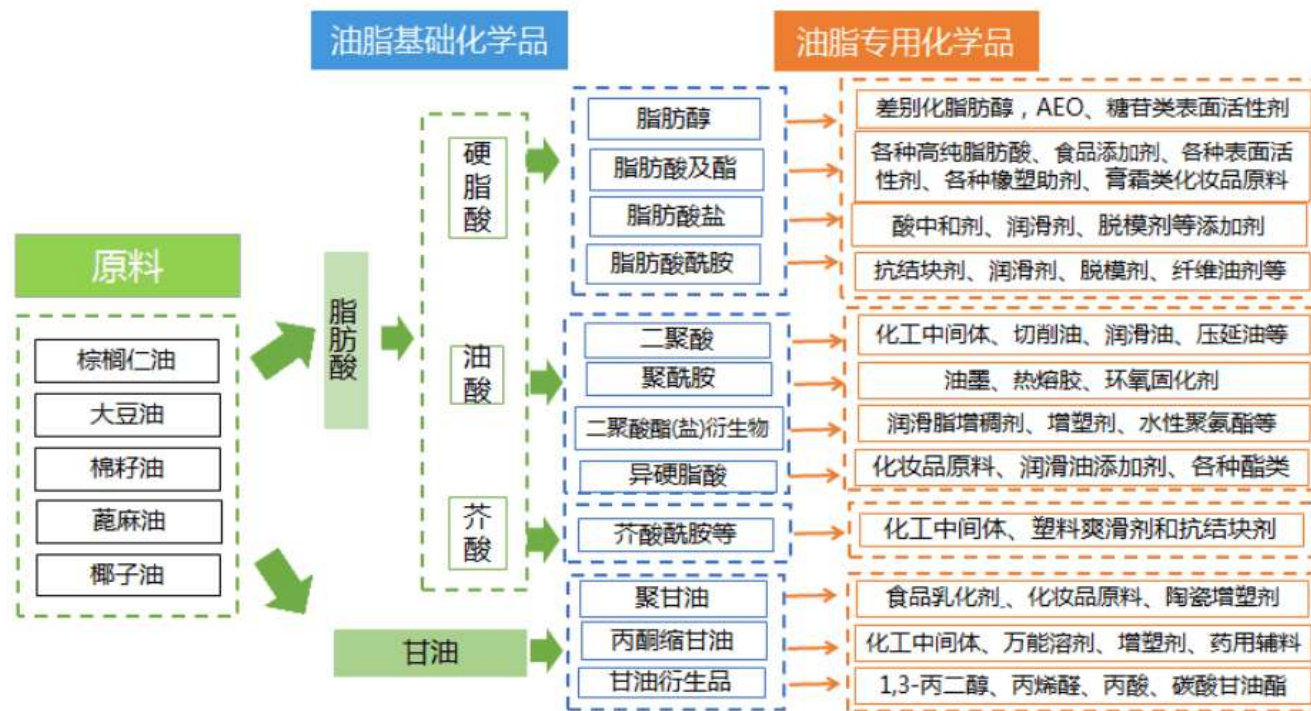 油脂基础化学品
油脂专用化学品
原料
棕榈仁油
大豆油
棉籽油
蓖麻油
椰子油
脂肪酸
甘油
硬脂酸
油酸
芥酸
脂肪醇
脂肪酸及酯
脂肪酸盐
脂肪酸酰胺
二聚酸
聚酰胺
二聚酸酯(盐)衍生物
异硬脂酸
芥酸酰胺等
聚甘油
丙酮缩甘油
甘油衍生品
差别化脂肪醇，AEO、糖苷类表面活性剂
各种高纯脂肪酸、食品添加剂、各种表面活
性剂、各种橡塑助剂、膏霜类化妆品原料
酸中和剂、润滑剂、脱模剂等添加剂
抗结块剂、润滑剂、脱模剂、纤维油剂等
化工中间体、切削油、润滑油、压延油等
油墨、热熔胶、环氧固化剂
润滑脂增稠剂、增塑剂、水性聚氨酯等
化妆品原料、润滑油添加剂、各种酯类
化工中间体、塑料爽滑剂和抗结块剂
食品乳化剂、化妆品原料、陶瓷增塑剂
化工中间体、万能溶剂、增塑剂、药用辅料
1,3-丙二醇、丙烯醛、丙酸、碳酸甘油酯